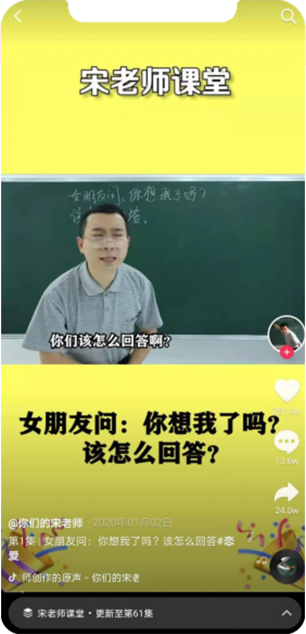 宋老师课堂
女朋友问:你想我了吗?
你们该怎么回答啊?
女朋友问：你想我了吗?
该怎么回答?
13.6w
24.0w
@你们的宋老师 · 2020年01月02日
第1集 | 女朋友问：你想我了吗？该怎么回答#恋
爱
师创作的原声 - 你们的宋老
宋老师课堂 · 更新至第61集